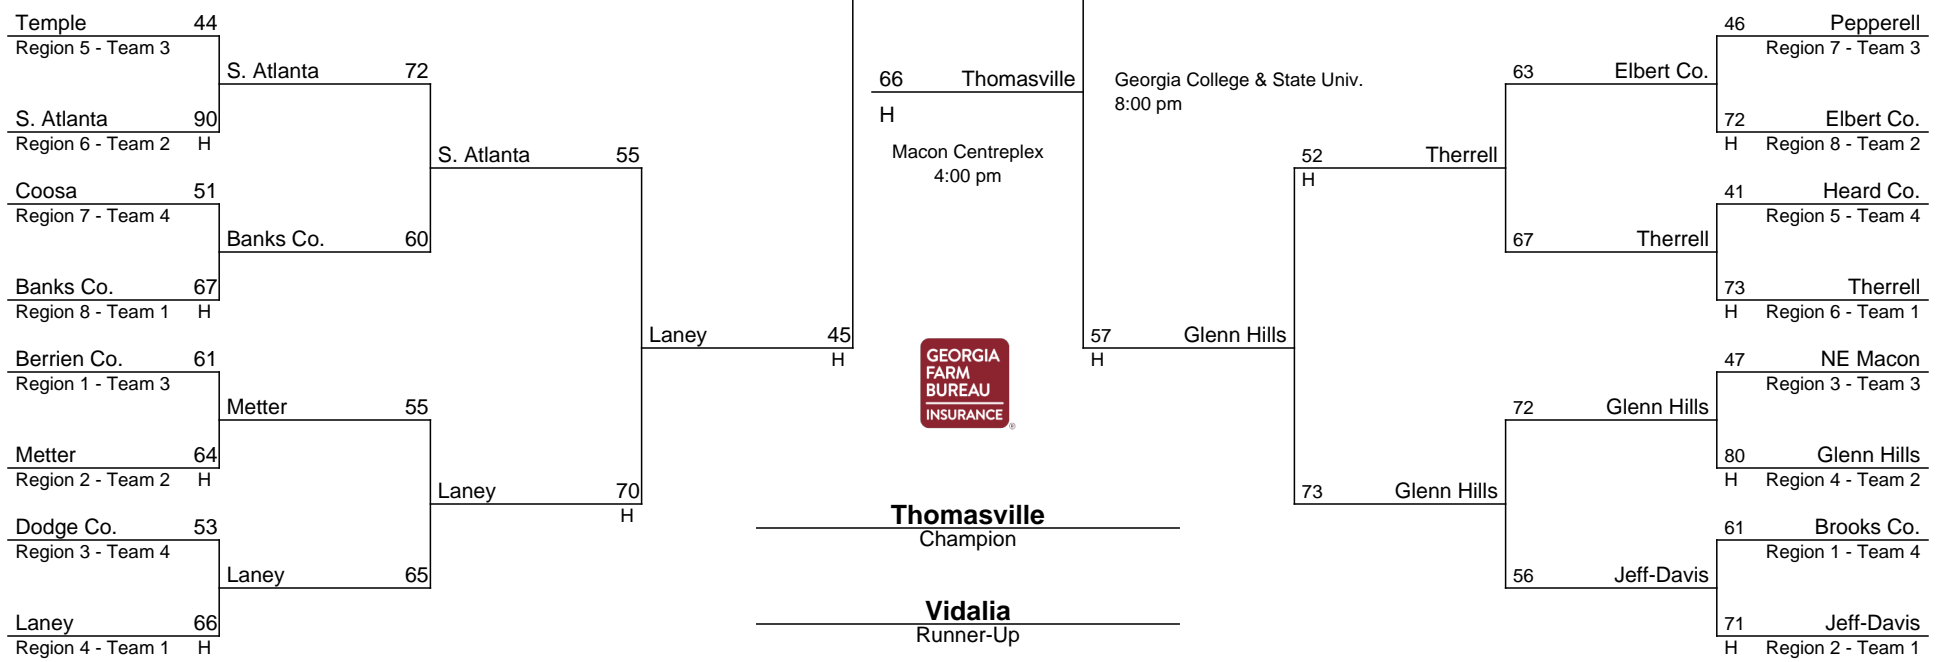 Temple 44
Region 5 - Team 3
S. Atlanta 72
S. Atlanta 90
Region 6 - Team 2 H
S. Atlanta 55
Coosa 51
Region 7 - Team 4
Banks Co. 60
Banks Co. 67
Region 8 - Team 1 H
Laney 45
H
Berrien Co. 61
Region 1 - Team 3
Metter 55
Metter 64
Region 2 - Team 2 H
Laney 70
H
Dodge Co. 53
Region 3 - Team 4
Laney 65
Laney 66
Region 4 - Team 1 H
66 Thomasville
H
Macon Centreplex
4:00 pm
Georgia College & State Univ.
8:00 pm
GEORGIA
FARM
BUREAU
INSURANCE
®
Thomasville
Champion
Vidalia
Runner-Up
46 Pepperell
Region 7 - Team 3
63 Elbert Co.
72 Elbert Co.
H Region 8 - Team 2
52 Therrell
H
41 Heard Co.
Region 5 - Team 4
67 Therrell
73 Therrell
H Region 6 - Team 1
57 Glenn Hills
H
47 NE Macon
Region 3 - Team 3
72 Glenn Hills
80 Glenn Hills
H Region 4 - Team 2
73 Glenn Hills
61 Brooks Co.
Region 1 - Team 4
56 Jeff-Davis
71 Jeff-Davis
H Region 2 - Team 1